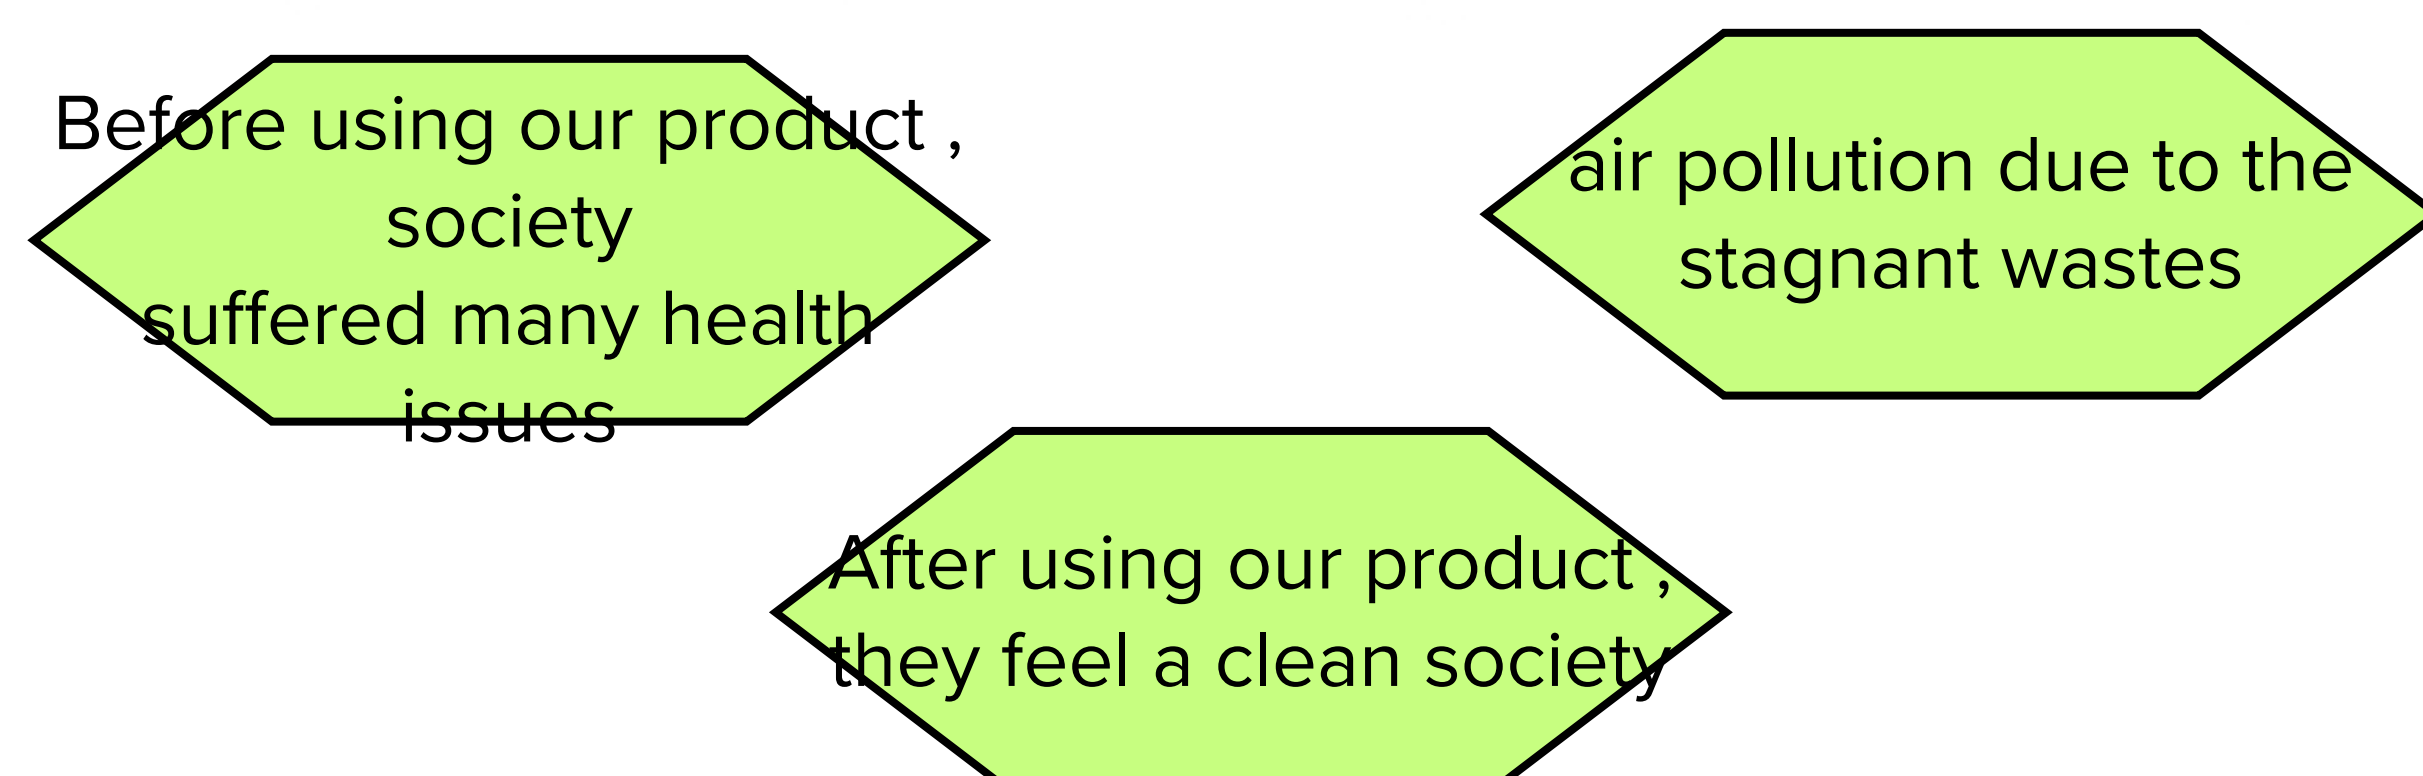 Before using our product ,
society
suffered many health
issues
air pollution due to the
stagnant wastes
After using our product ,
they feel a clean society